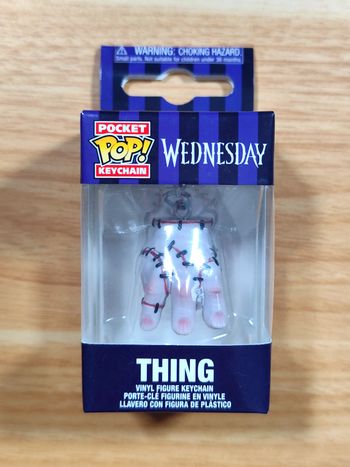 WARNING: CHOKING HAZARD.
Small parts. Not suitable for children under 36 months.
POCKET
POP!
KEYCHAIN
WEDNESDAY
THING
VINYL FIGURE KEYCHAIN
PORTE-CLÉ FIGURINE EN VINYLE
LLAVERO CON FIGURA DE PLÁSTICO